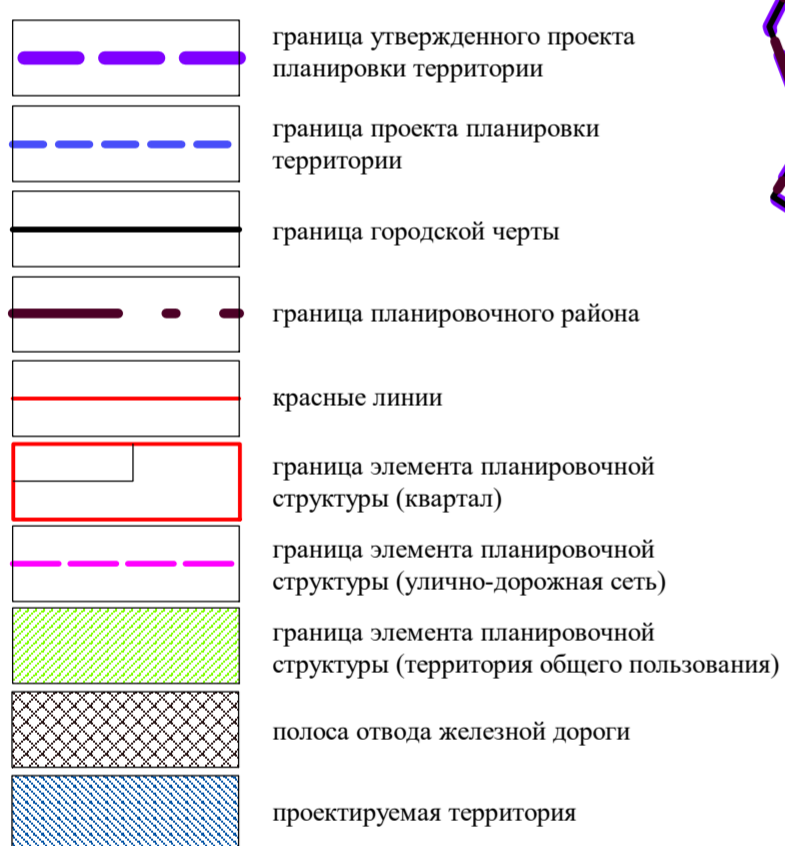 граница утвержденного проекта
планировки территории
граница проекта планировки
территории
граница городской черты
граница планировочного района
красные линии
граница элемента планировочной
структуры (квартал)
граница элемента планировочной
структуры (улично-дорожная сеть)
граница элемента планировочной
структуры (территория общего пользования)
полоса отвода железной дороги
проектируемая территория